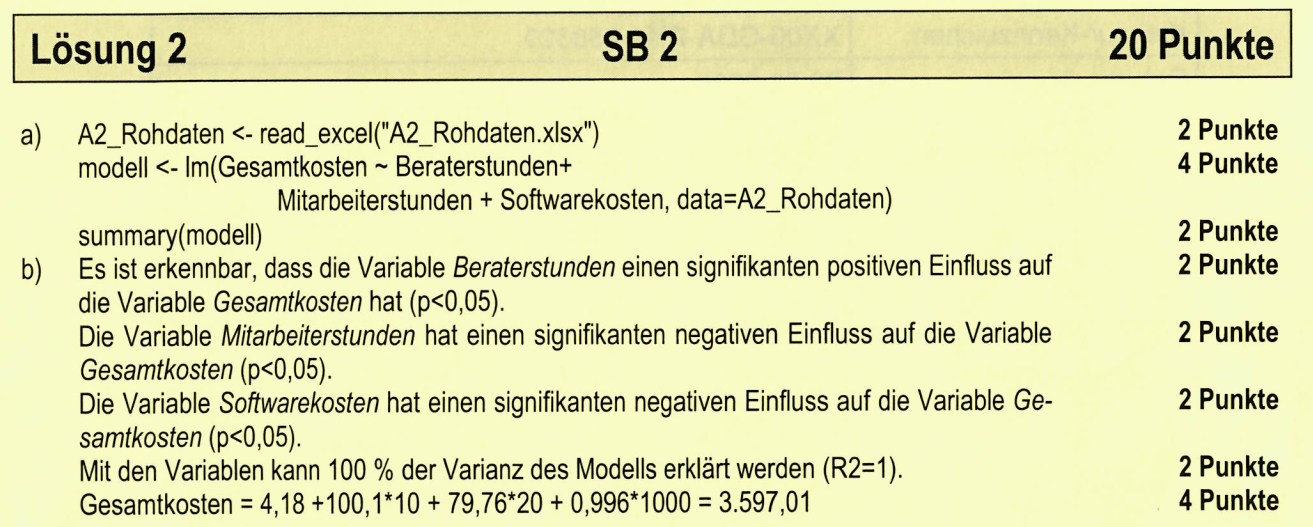 Lösung 2 SB 2 20 Punkte
a) A2_Rohdaten <- read_excel("A2_Rohdaten.xlsx") 2 Punkte
modell <- lm(Gesamtkosten ~ Beraterstunden+ 4 Punkte
Mitarbeiterstunden + Softwarekosten, data=A2_Rohdaten)
summary(modell) 2 Punkte
b) Es ist erkennbar, dass die Variable Beraterstunden einen signifikanten positiven Einfluss auf 2 Punkte
die Variable Gesamtkosten hat (p<0,05).
Die Variable Mitarbeiterstunden hat einen signifikanten negativen Einfluss auf die Variable 2 Punkte
Gesamtkosten (p<0,05).
Die Variable Softwarekosten hat einen signifikanten negativen Einfluss auf die Variable Ge- 2 Punkte
samtkosten (p<0,05).
Mit den Variablen kann 100 % der Varianz des Modells erklärt werden (R2=1). 2 Punkte
Gesamtkosten = 4,18 +100,1*10 + 79,76*20 + 0,996*1000 = 3.597,01 4 Punkte